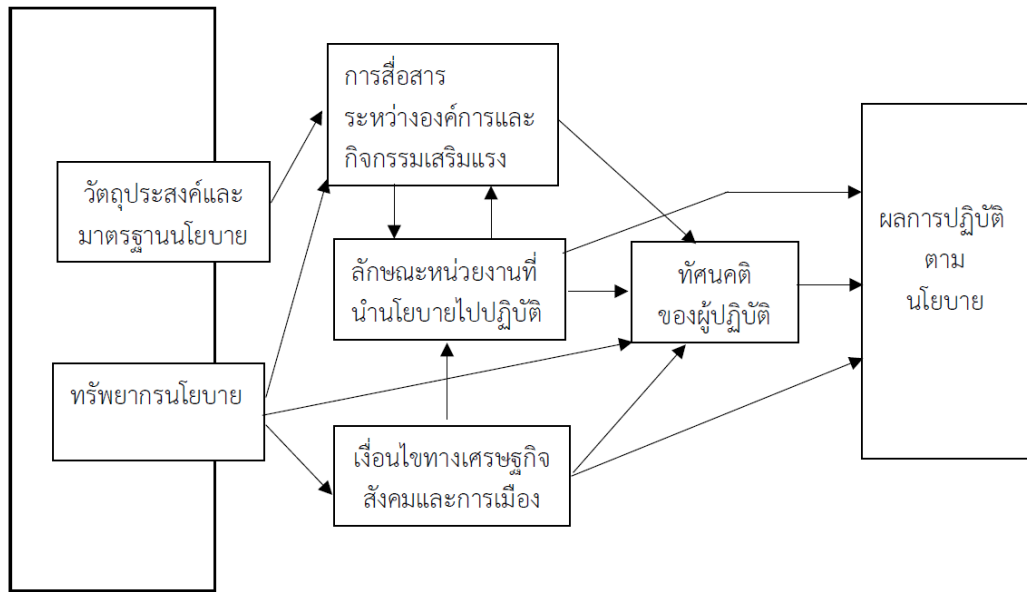 การสื่อสาร
ระหว่างองค์การและ
กิจกรรมเสริมแรง
วัตถุประสงค์และ
มาตรฐานนโยบาย
ลักษณะหน่วยงานที่
นำนโยบายไปปฏิบัติ
ทัศนคติ
ของผู้ปฏิบัติ
ผลการปฏิบัติ
ตาม
นโยบาย
ทรัพยากรนโยบาย
เงื่อนไขทางเศรษฐกิจ
สังคมและการเมือง